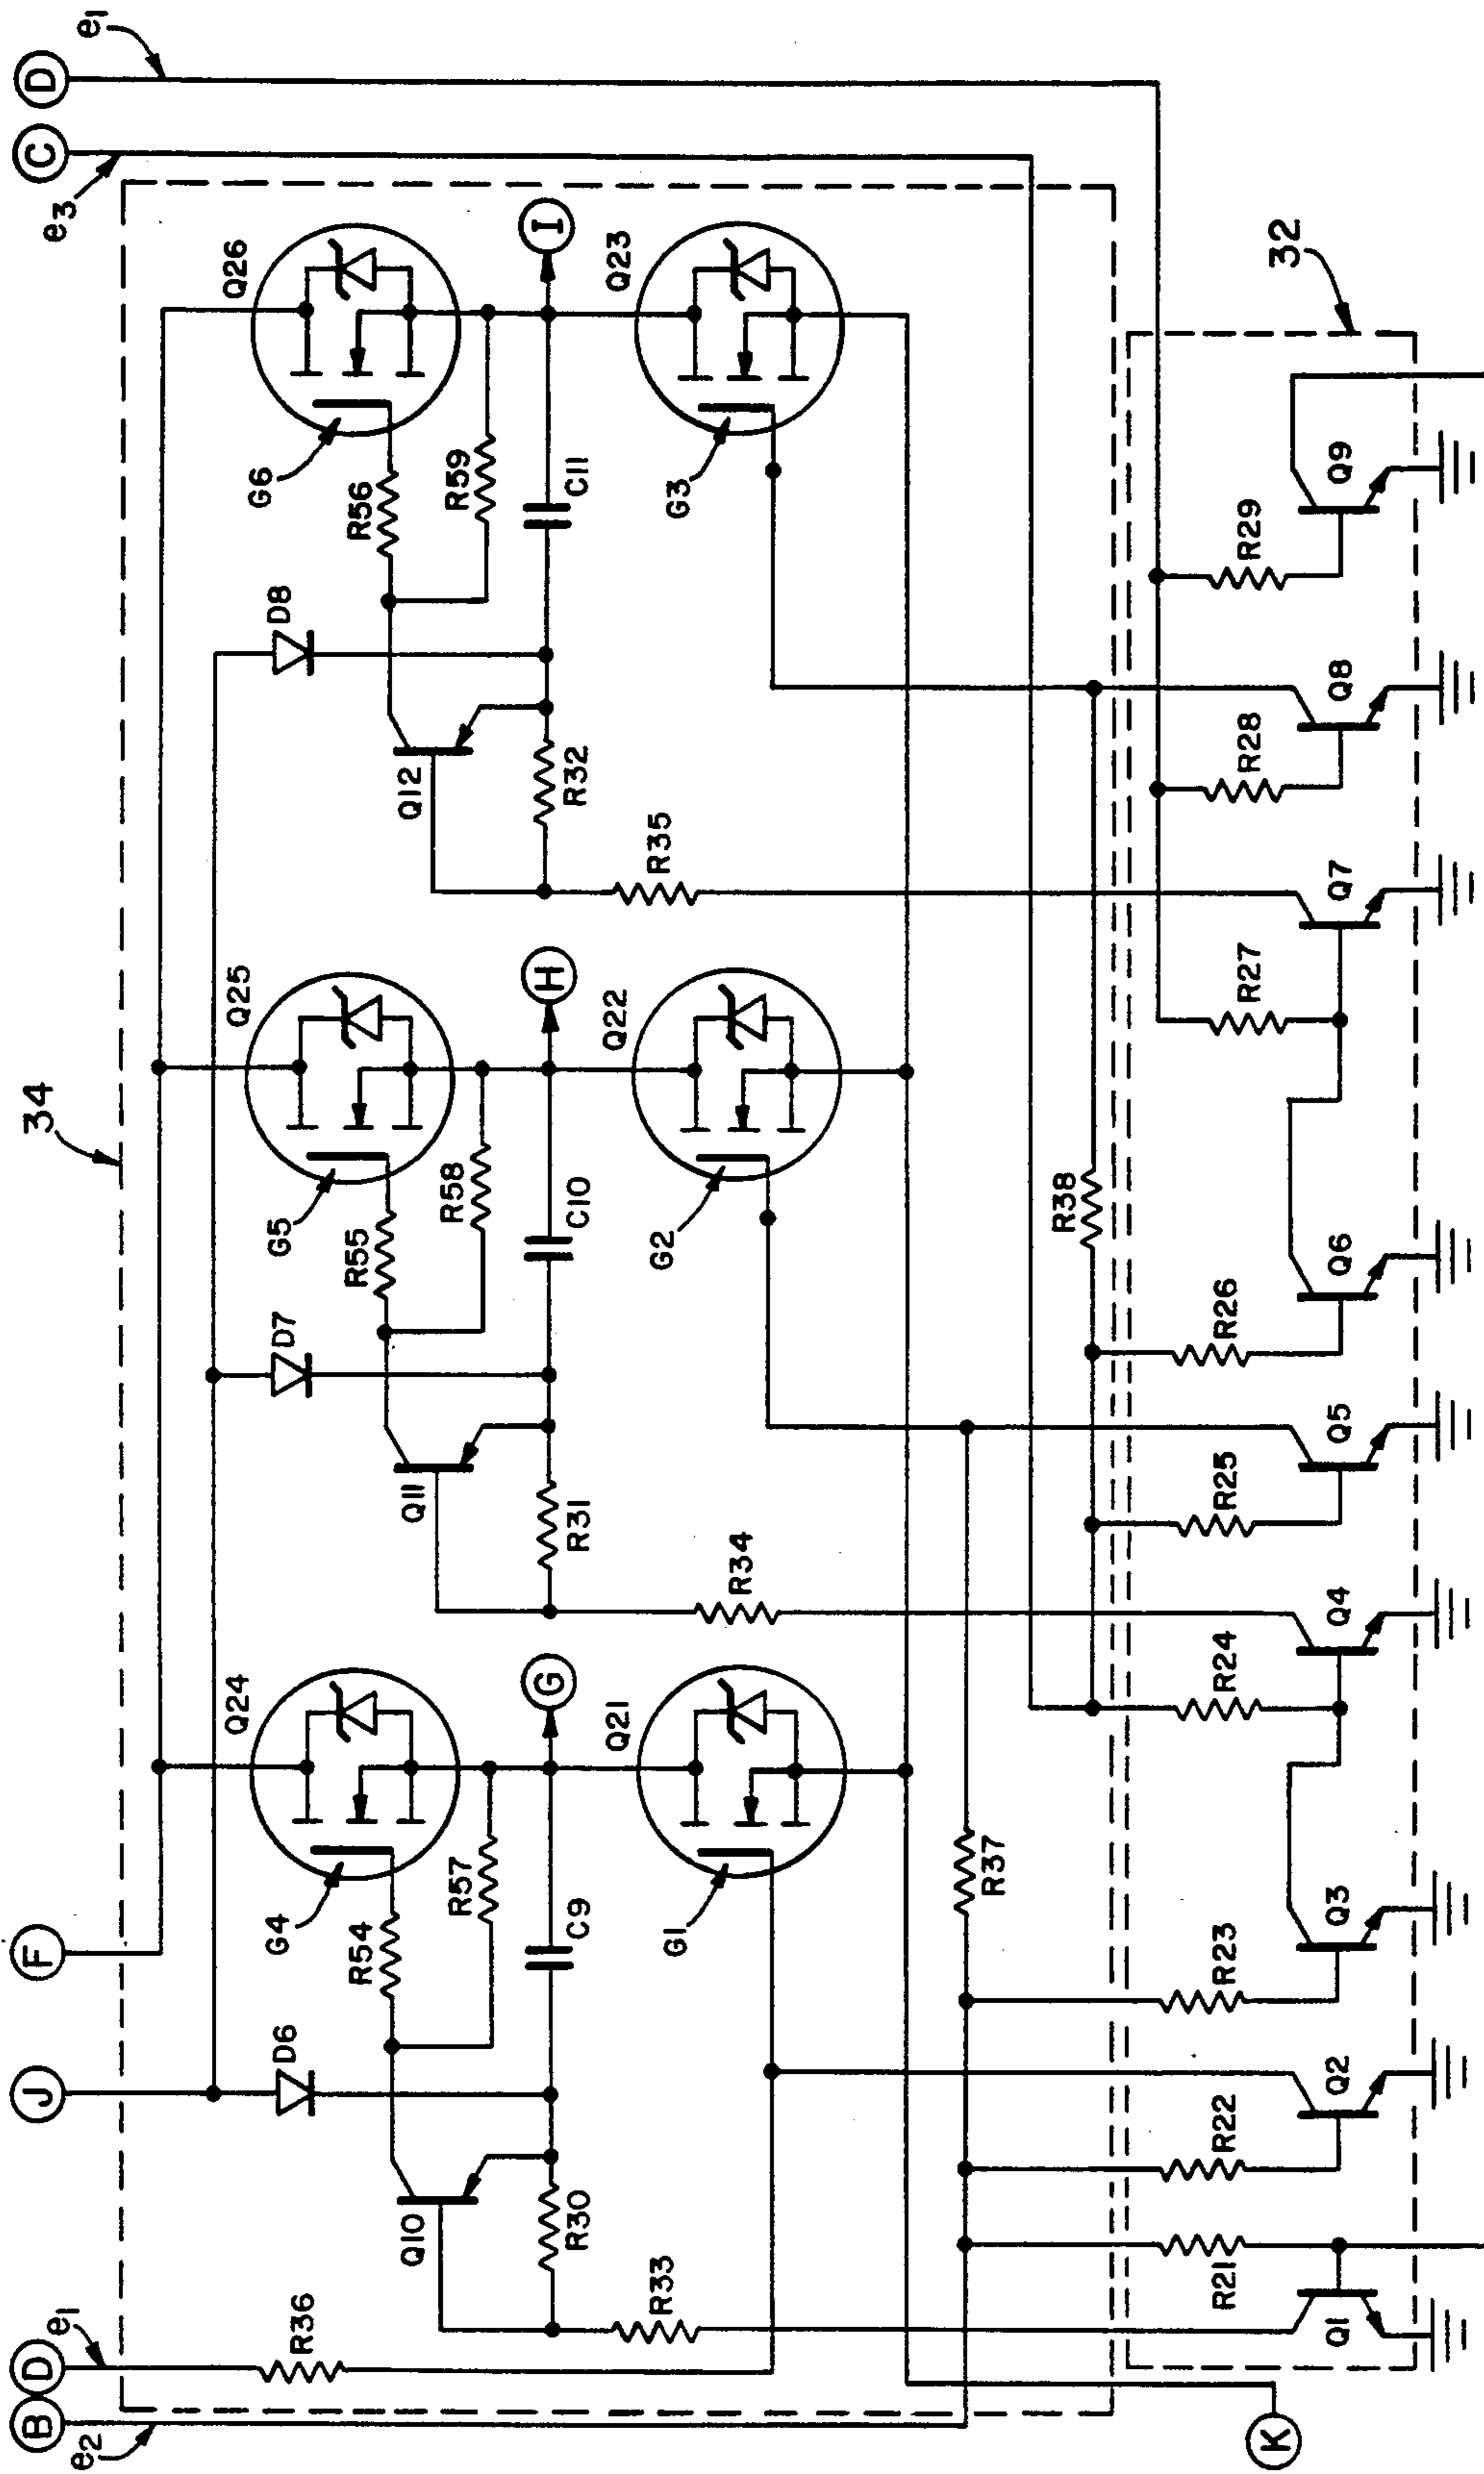 B
D
J
F
C
D
e2
e1
34
e3
e1
R36
Q24
Q25
Q26
D6
D7
D8
G4
G5
G6
R54
R55
R56
Q10
R57
Q11
R58
Q12
R59
R30
C9
G
R31
C10
H
R32
C11
I
R33
Q21
R34
Q22
R35
Q23
G1
G2
G3
R37
R38
32
R21
R22
R23
R24
R25
R26
R27
R28
R29
K
Q1
Q2
Q3
Q4
Q5
Q6
Q7
Q8
Q9